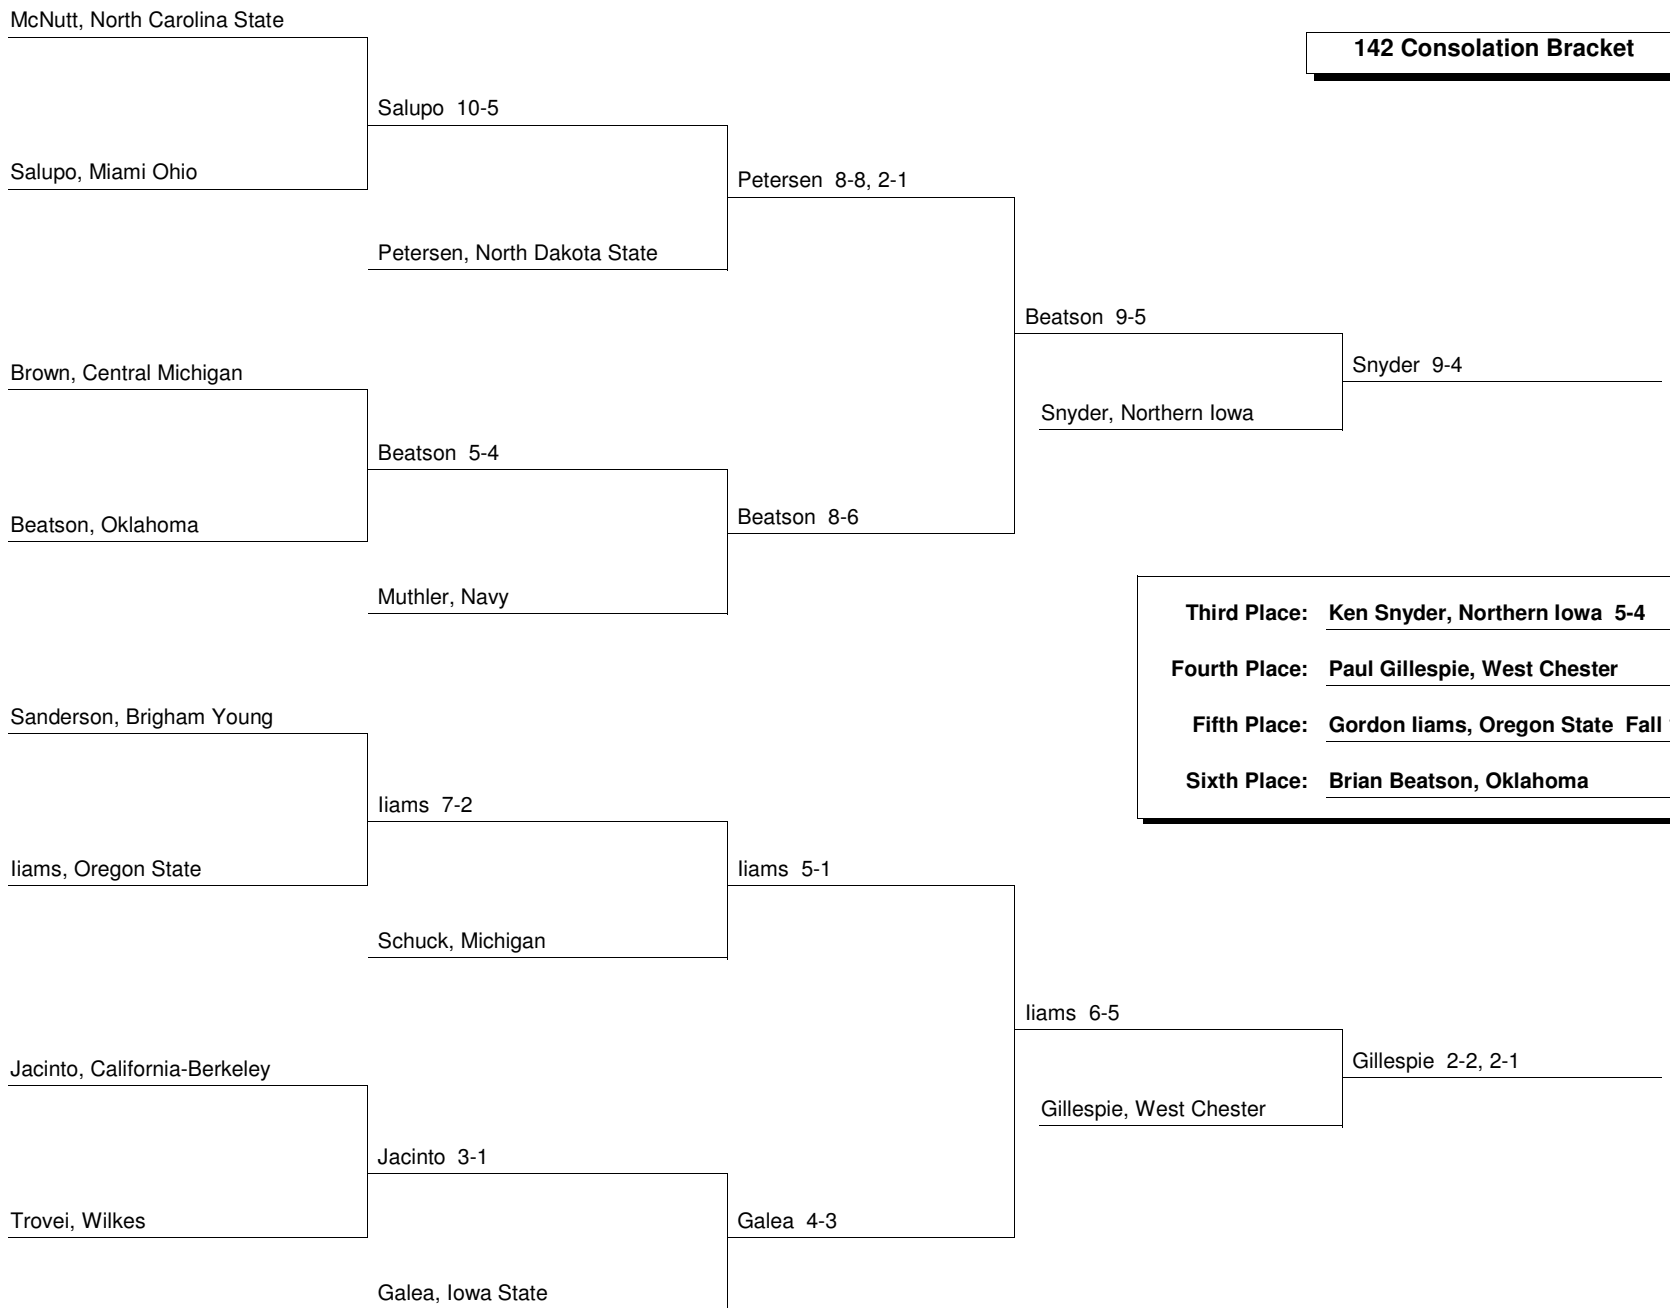 McNutt, North Carolina State
142 Consolation Bracket
Salupo 10-5
Salupo, Miami Ohio
Petersen 8-8, 2-1
Petersen, North Dakota State
Beatson 9-5
Snyder 9-4
Brown, Central Michigan
Snyder, Northern Iowa
Beatson 5-4
Beatson, Oklahoma
Beatson 8-6
Muthler, Navy
Third Place: Ken Snyder, Northern Iowa 5-4
Fourth Place: Paul Gillespie, West Chester
Fifth Place: Gordon Iiams, Oregon State Fall
Sixth Place: Brian Beatson, Oklahoma
Sanderson, Brigham Young
Iiams 7-2
Iiams, Oregon State
Iiams 5-1
Schuck, Michigan
Iiams 6-5
Gillespie 2-2, 2-1
Jacinto, California-Berkeley
Gillespie, West Chester
Jacinto 3-1
Trovei, Wilkes
Galea 4-3
Galea, Iowa State